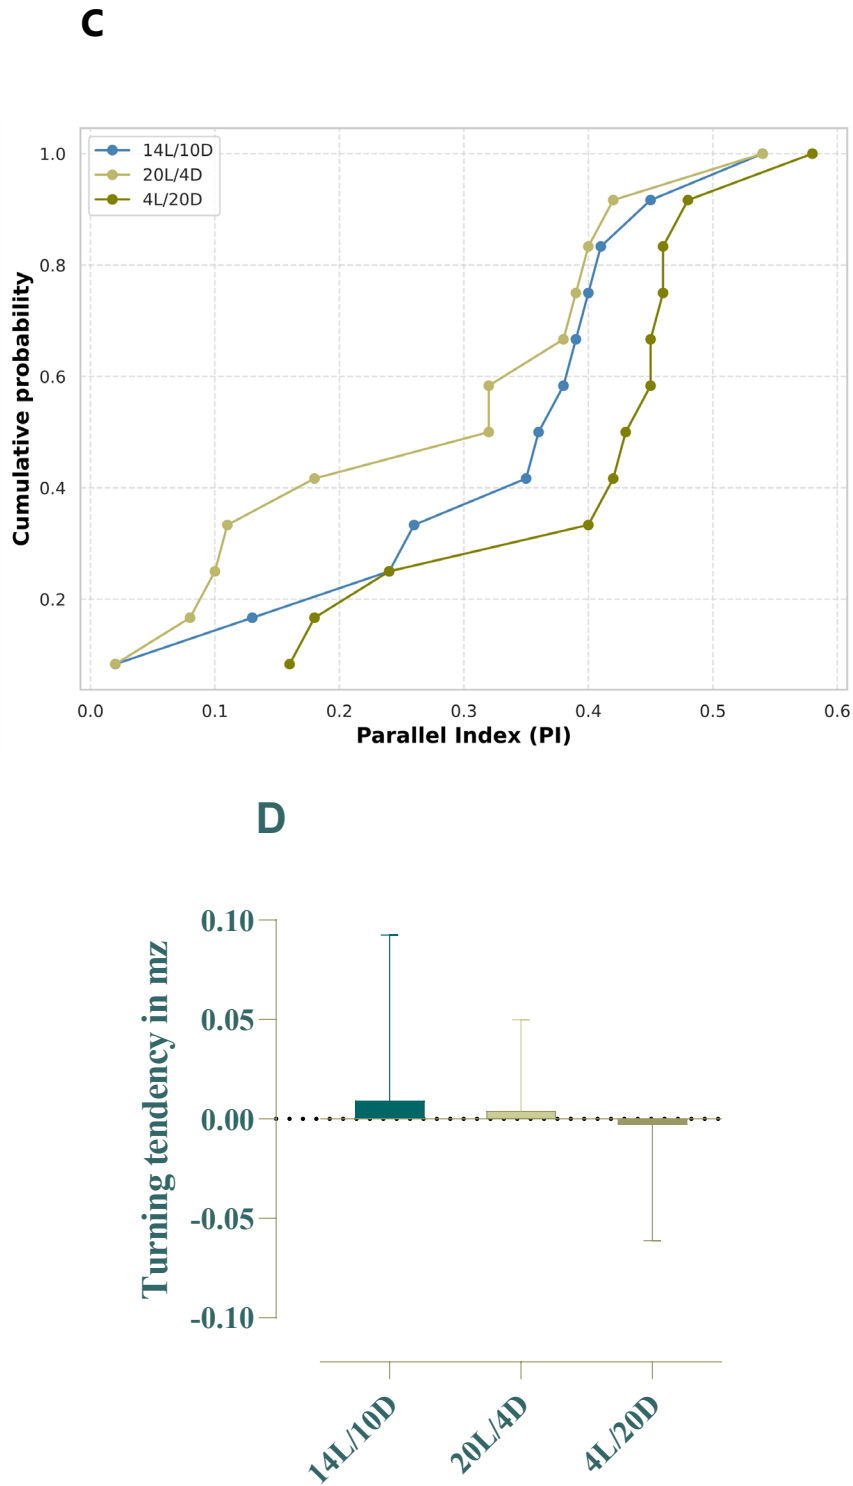 C
14L/10D
20L/4D
4L/20D
1.0
0.8
0.6
0.4
0.2
Cumulative probability
0.0 0.1 0.2 0.3 0.4 0.5 0.6
Parallel Index (PI)
D
0.10
0.05
0.00
-0.05
-0.10
Turning tendency in mz
14L/10D 20L/4D 4L/20D